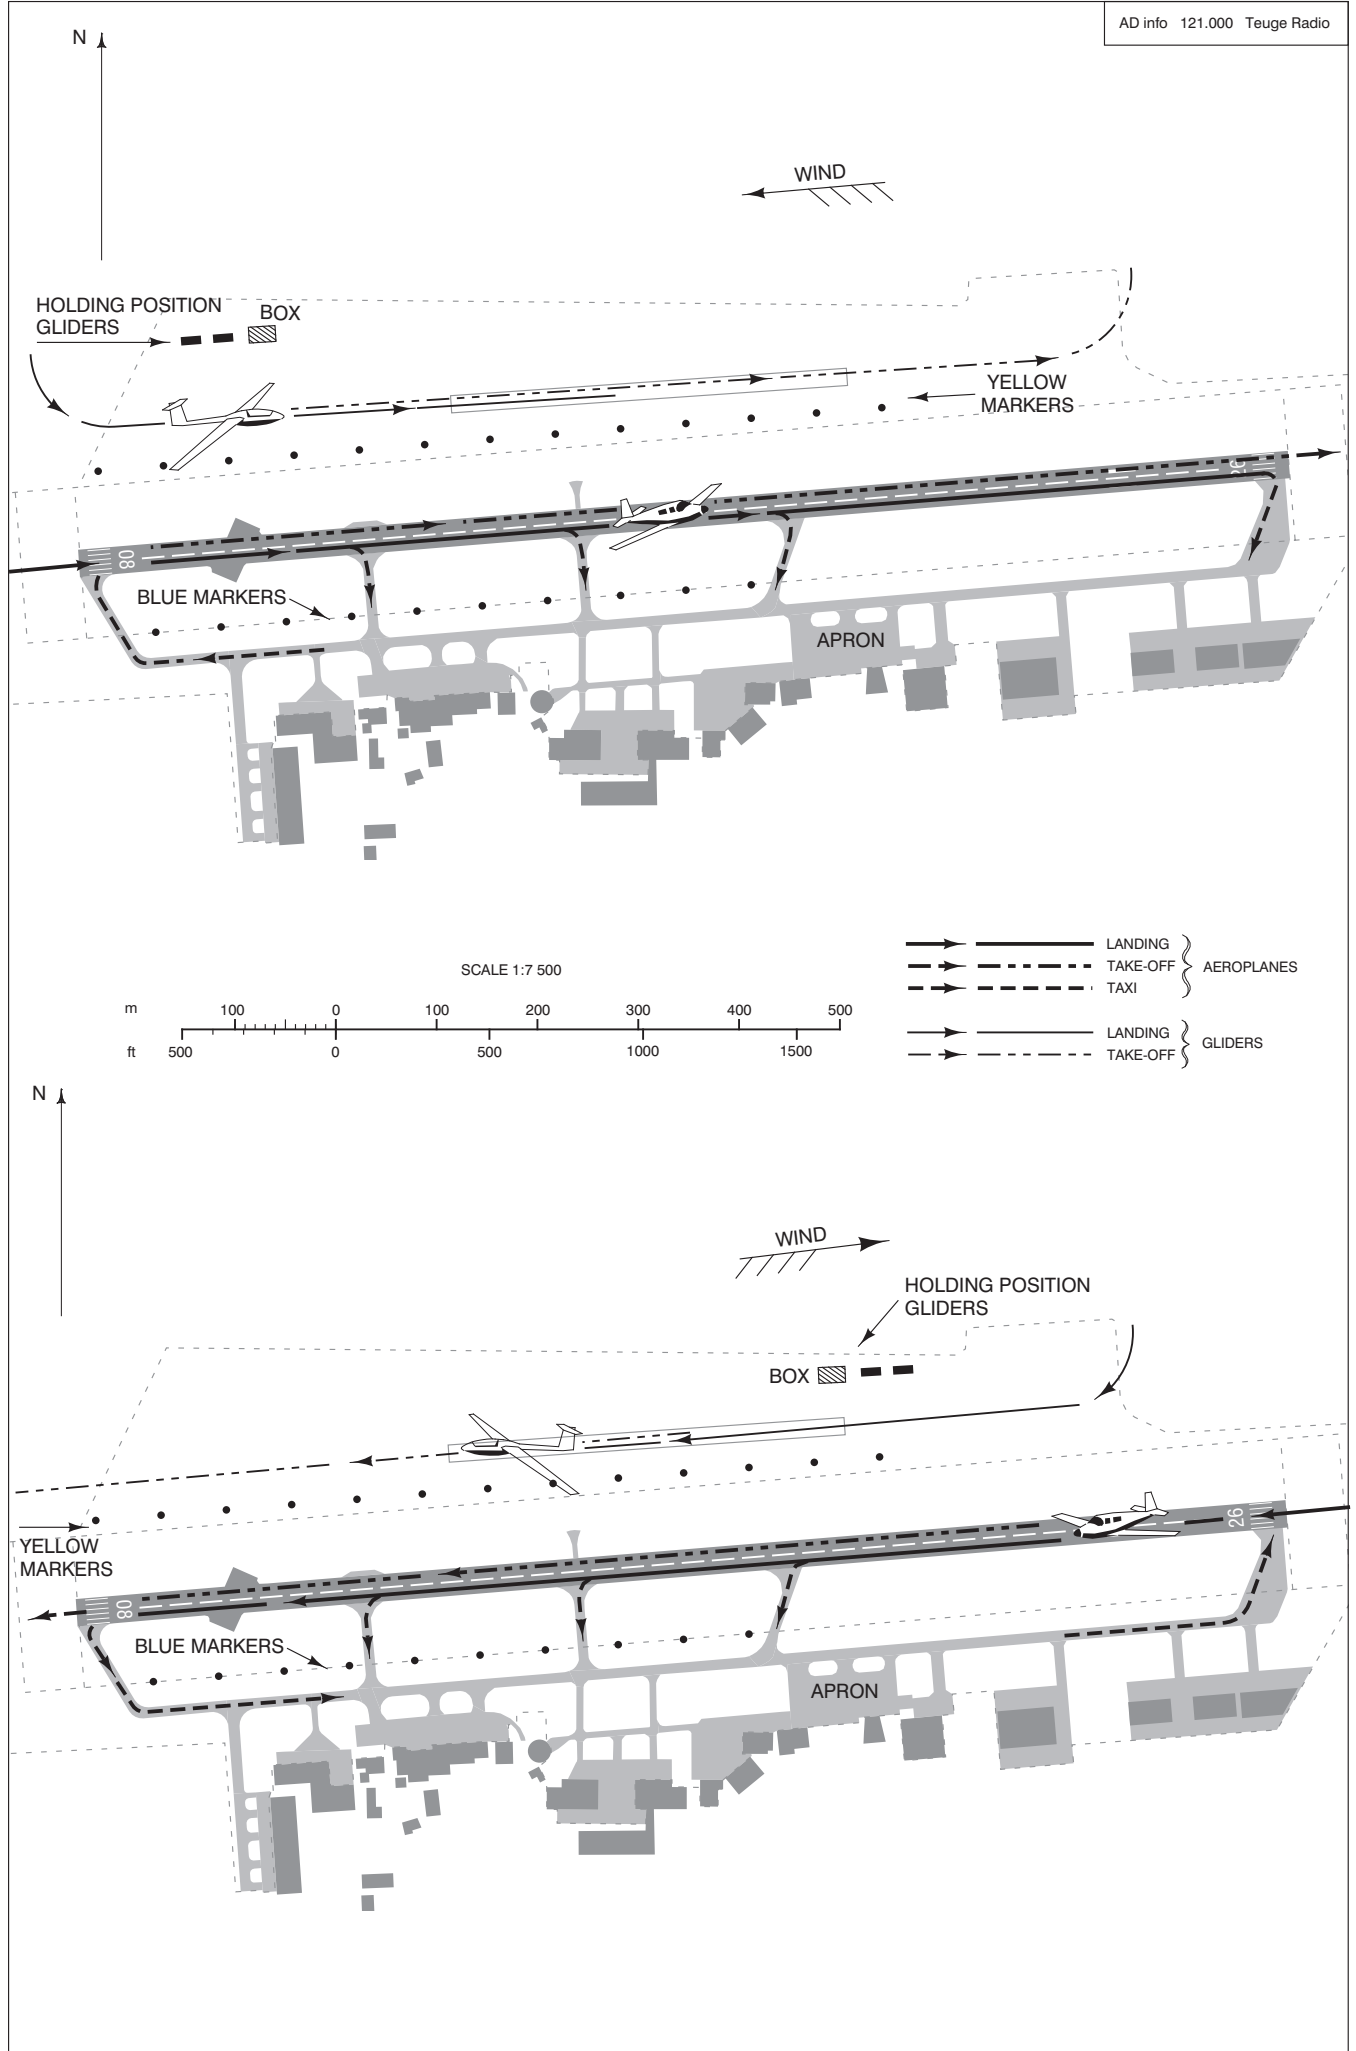 AD info 121.000 Teuge Radio
N
WIND
HOLDING POSITION
GLIDERS
BOX
YELLOW
MARKERS
26
08
BLUE MARKERS
APRON
LANDING
TAKE-OFF
TAXI
AEROPLANES
LANDING
TAKE-OFF
GLIDERS
SCALE 1:7 500
m 100 0 100 200 300 400 500
ft 500 0 500 1000 1500
N
WIND
HOLDING POSITION
GLIDERS
BOX
26
YELLOW
MARKERS
08
BLUE MARKERS
APRON